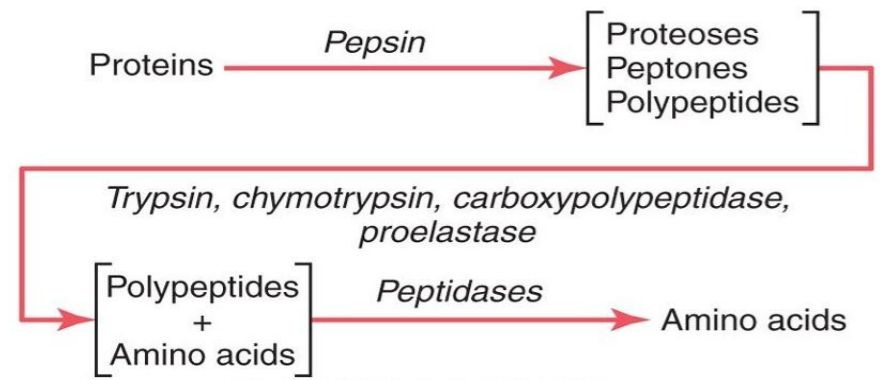 Proteins
Pepsin
Proteoses
Peptones
Polypeptides
Trypsin, chymotrypsin, carboxypolypeptidase,
proelastase
Polypeptides
+
Amino acids
Peptidases
Amino acids